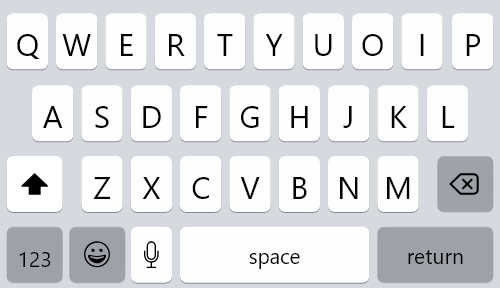 Q W E R T Y U O I P
A S D F G H J K L
Z X C V B N M
123 space return